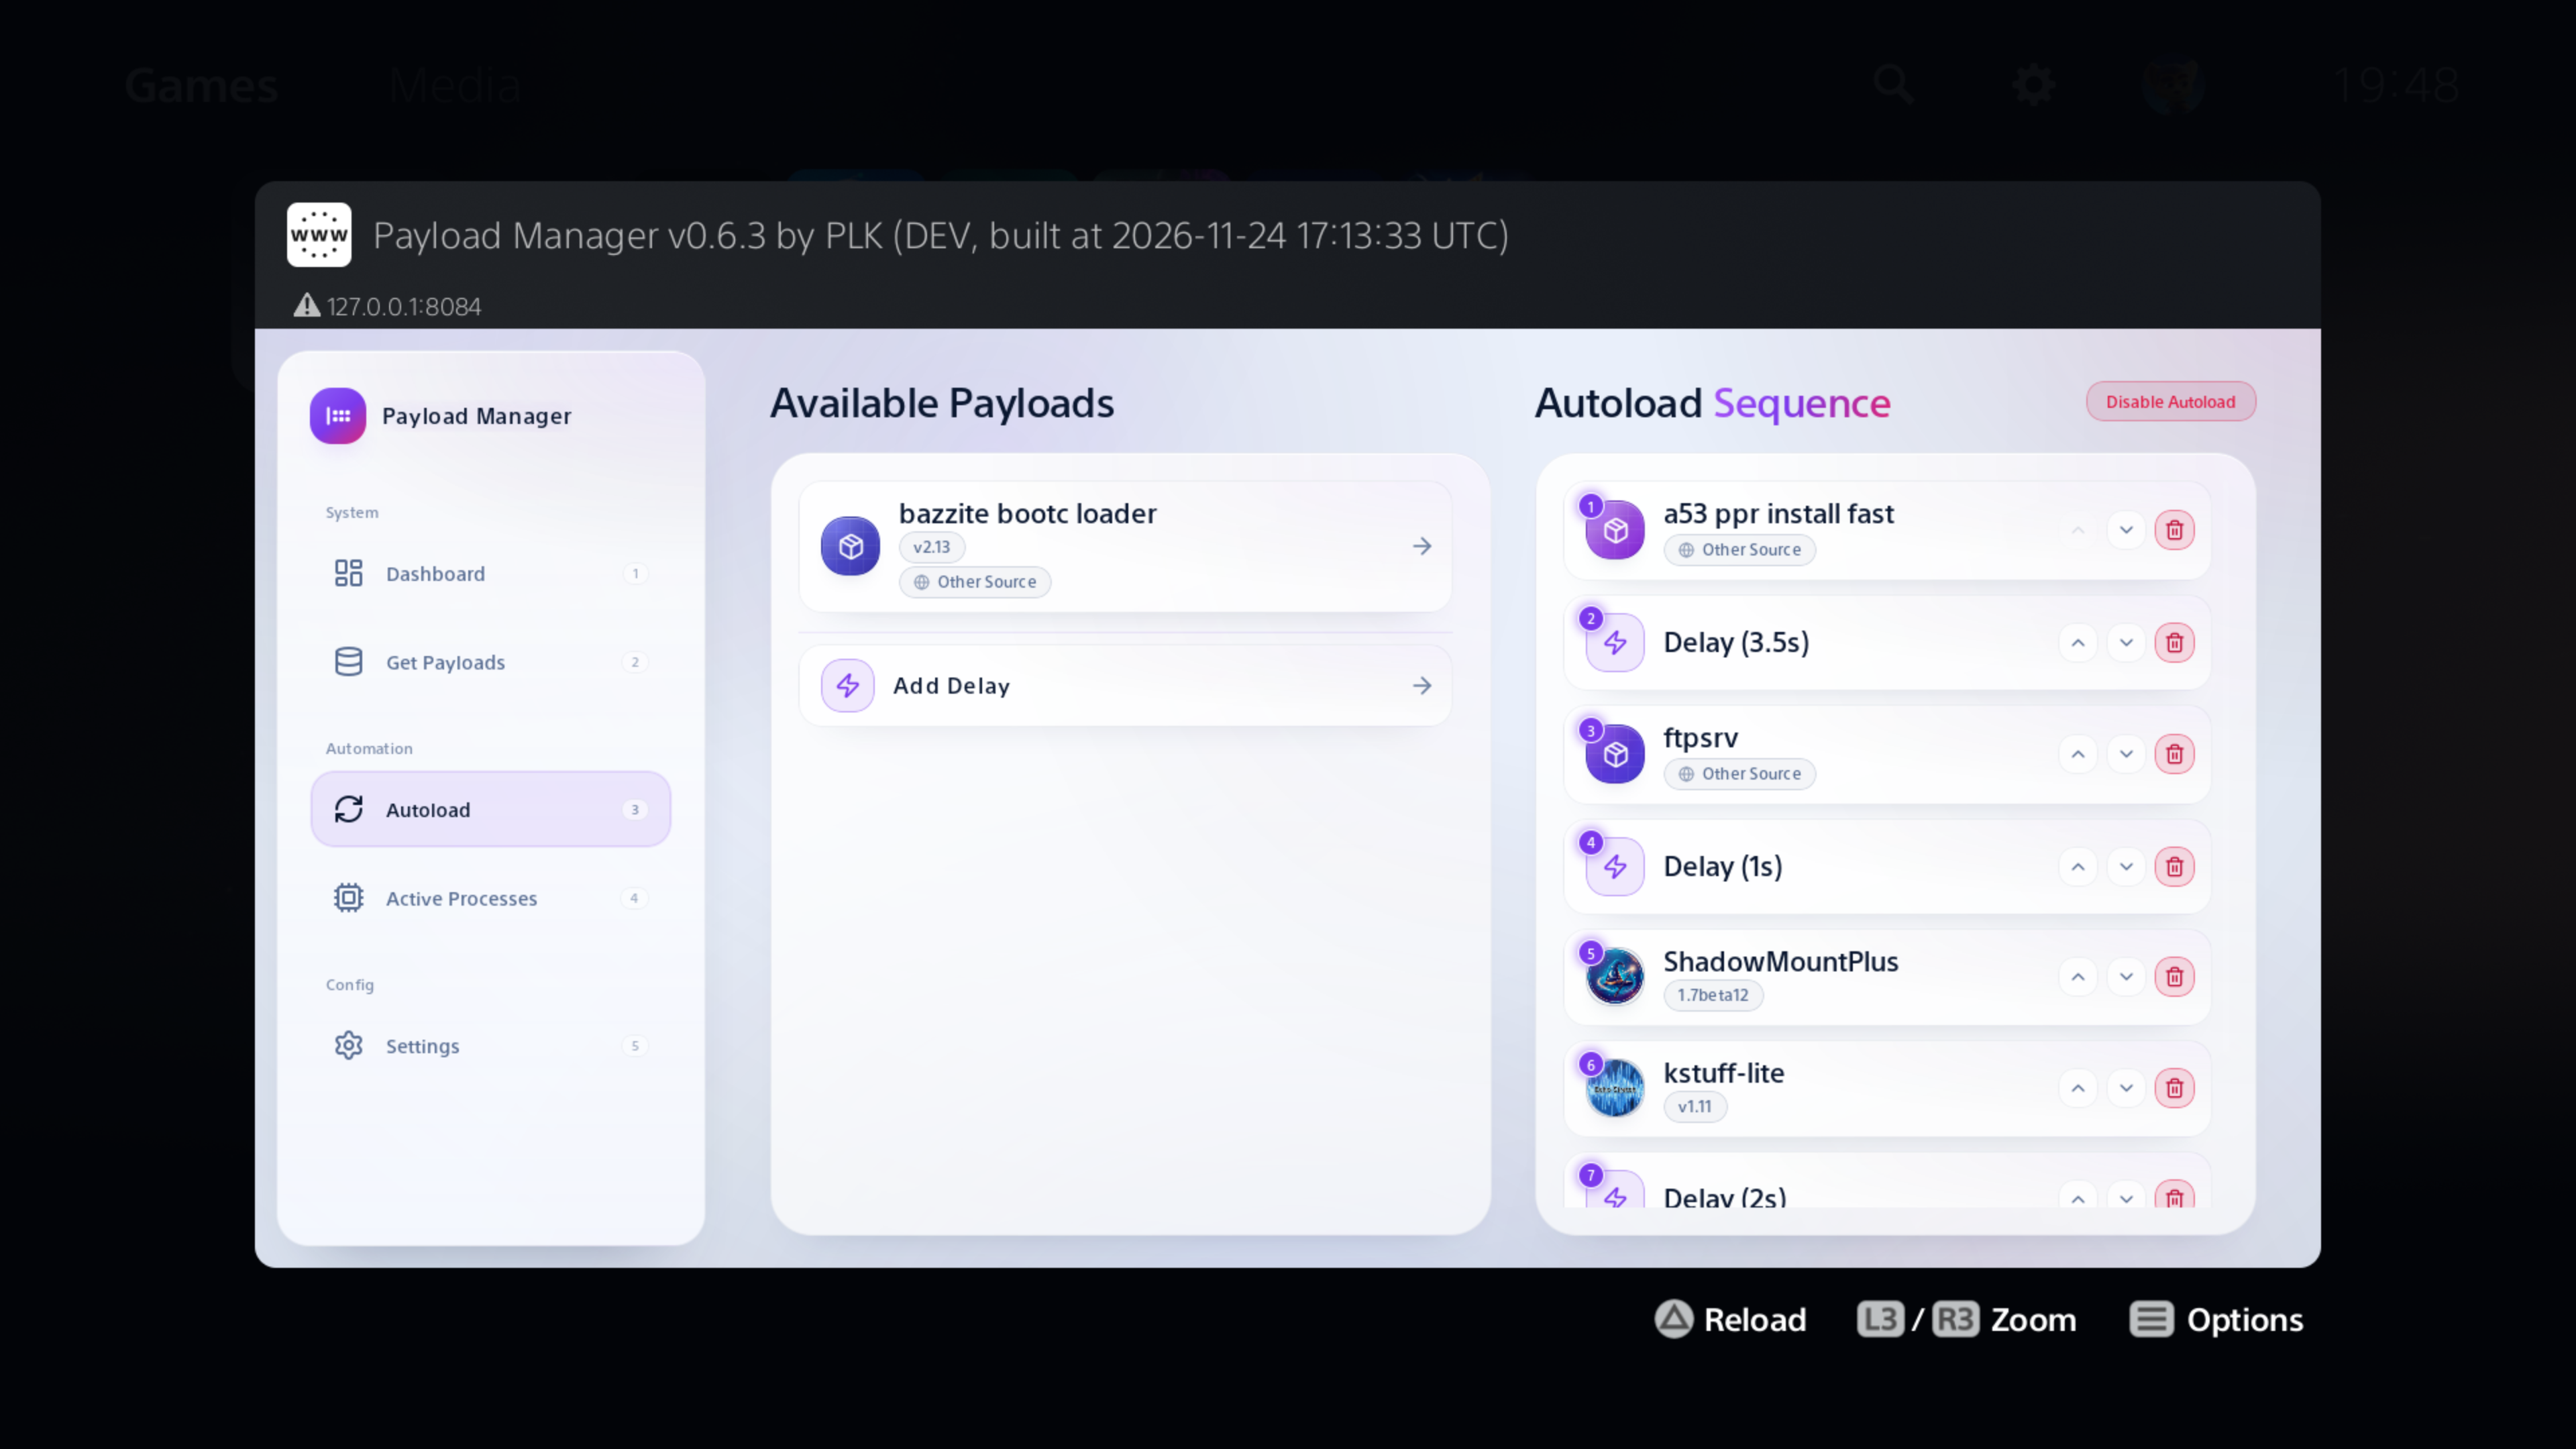 Games
Media
19:48
www
Payload Manager v0.6.3 by PLK (DEV, built at 2026-11-24 17:13:33 UTC)
127.0.0.1:8084
Payload Manager
System
Dashboard 1
Get Payloads 2
Automation
Autoload 3
Active Processes 4
Config
Settings 5
Available Payloads
bazzite bootc loader
v2.13
Other Source
Add Delay
Autoload Sequence
Disable Autoload
1
a53 ppr install fast
Other Source
2
Delay (3.5s)
3
ftpsrv
Other Source
4
Delay (1s)
5
ShadowMountPlus
1.7beta12
6
kstuff-lite
v1.11
7
Delay (2s)
Reload
L3 / R3 Zoom
Options